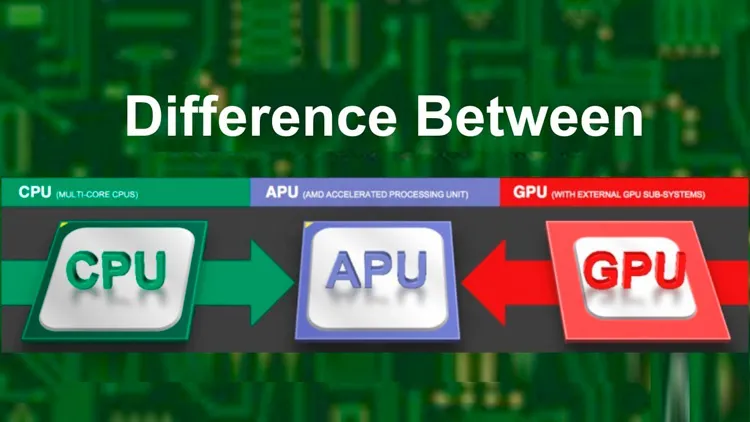 Difference Between
CPU (MULTI-CORE CPUS)
APU (AMD ACCELERATED PROCESSING UNIT)
GPU (WITH EXTERNAL GPU SUB-SYSTEMS)
CPU
APU
GPU